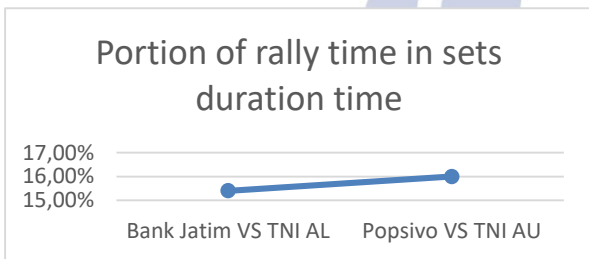 Portion of rally time in sets
duration time
17,00%
16,00%
15,00%
Bank Jatim VS TNI AL Popsivo VS TNI AU